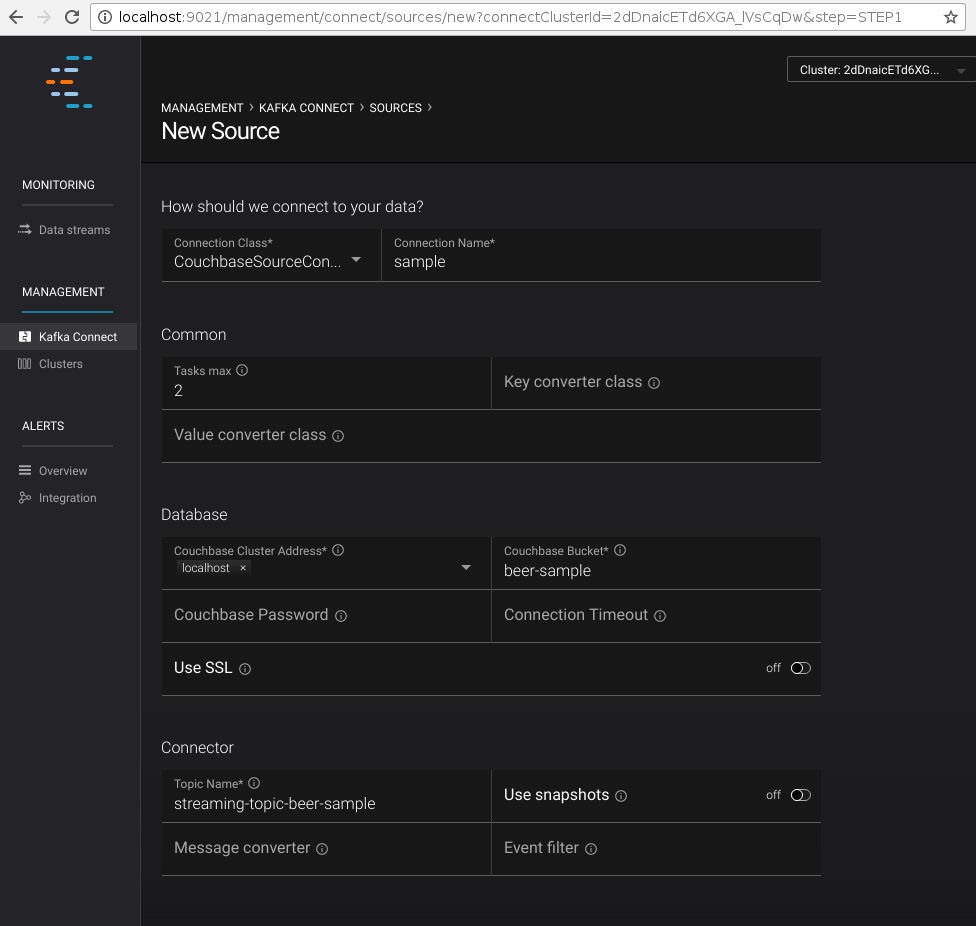 localhost:9021/management/connect/sources/new?connectClusterId=2dDnaicETd6XGA_lVsCqDw&step=STEP1
Cluster: 2dDnaicETd6XG...
MANAGEMENT > KAFKA CONNECT > SOURCES >
New Source
MONITORING
Data streams
MANAGEMENT
Kafka Connect
Clusters
ALERTS
Overview
Integration
How should we connect to your data?
Connection Class* Connection Name*
CouchbaseSourceCon... sample
Common
Tasks max
2
Key converter class
Value converter class
Database
Couchbase Cluster Address* Couchbase Bucket*
localhost × beer-sample
Couchbase Password Connection Timeout
Use SSL off
Connector
Topic Name*
streaming-topic-beer-sample
Use snapshots off
Message converter Event filter